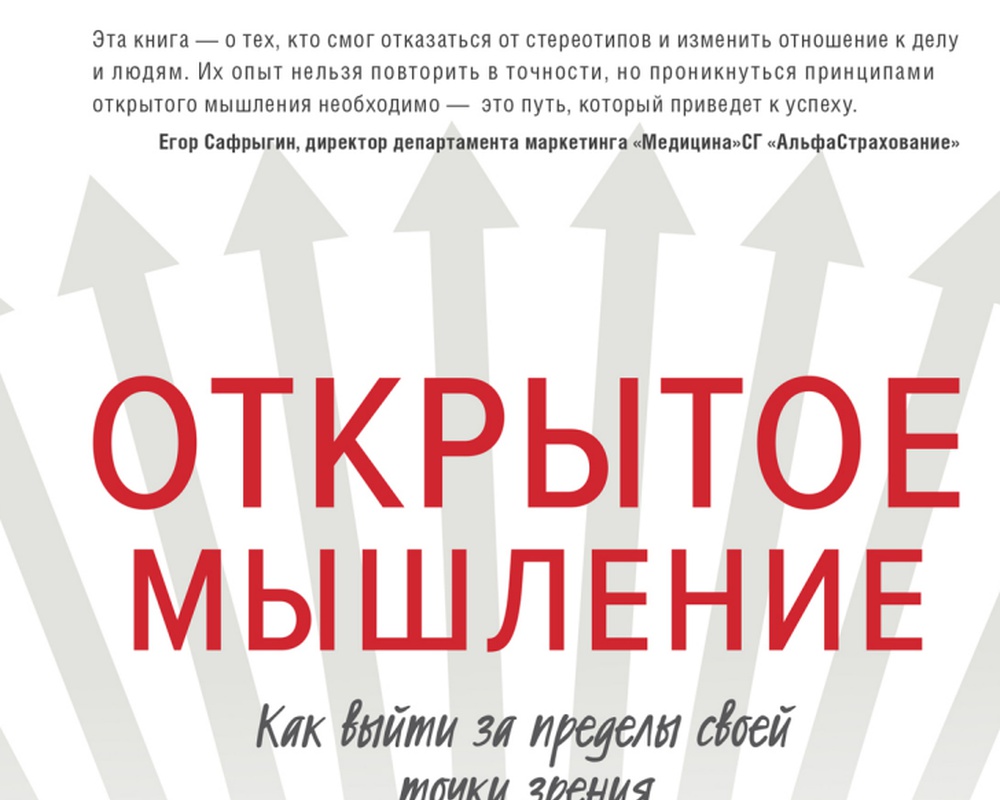 Эта книга — о тех, кто смог отказаться от стереотипов и изменить отношение к делу
и людям. Их опыт нельзя повторить в точности, но проникнуться принципами
открытого мышления необходимо — это путь, который приведет к успеху.
Егор Сафрыгин, директор департамента маркетинга «Медицина»СГ «АльфаСтрахование»
ОТКРЫТОЕ
МЫШЛЕНИЕ
Как выйти за пределы своей
точки зрения